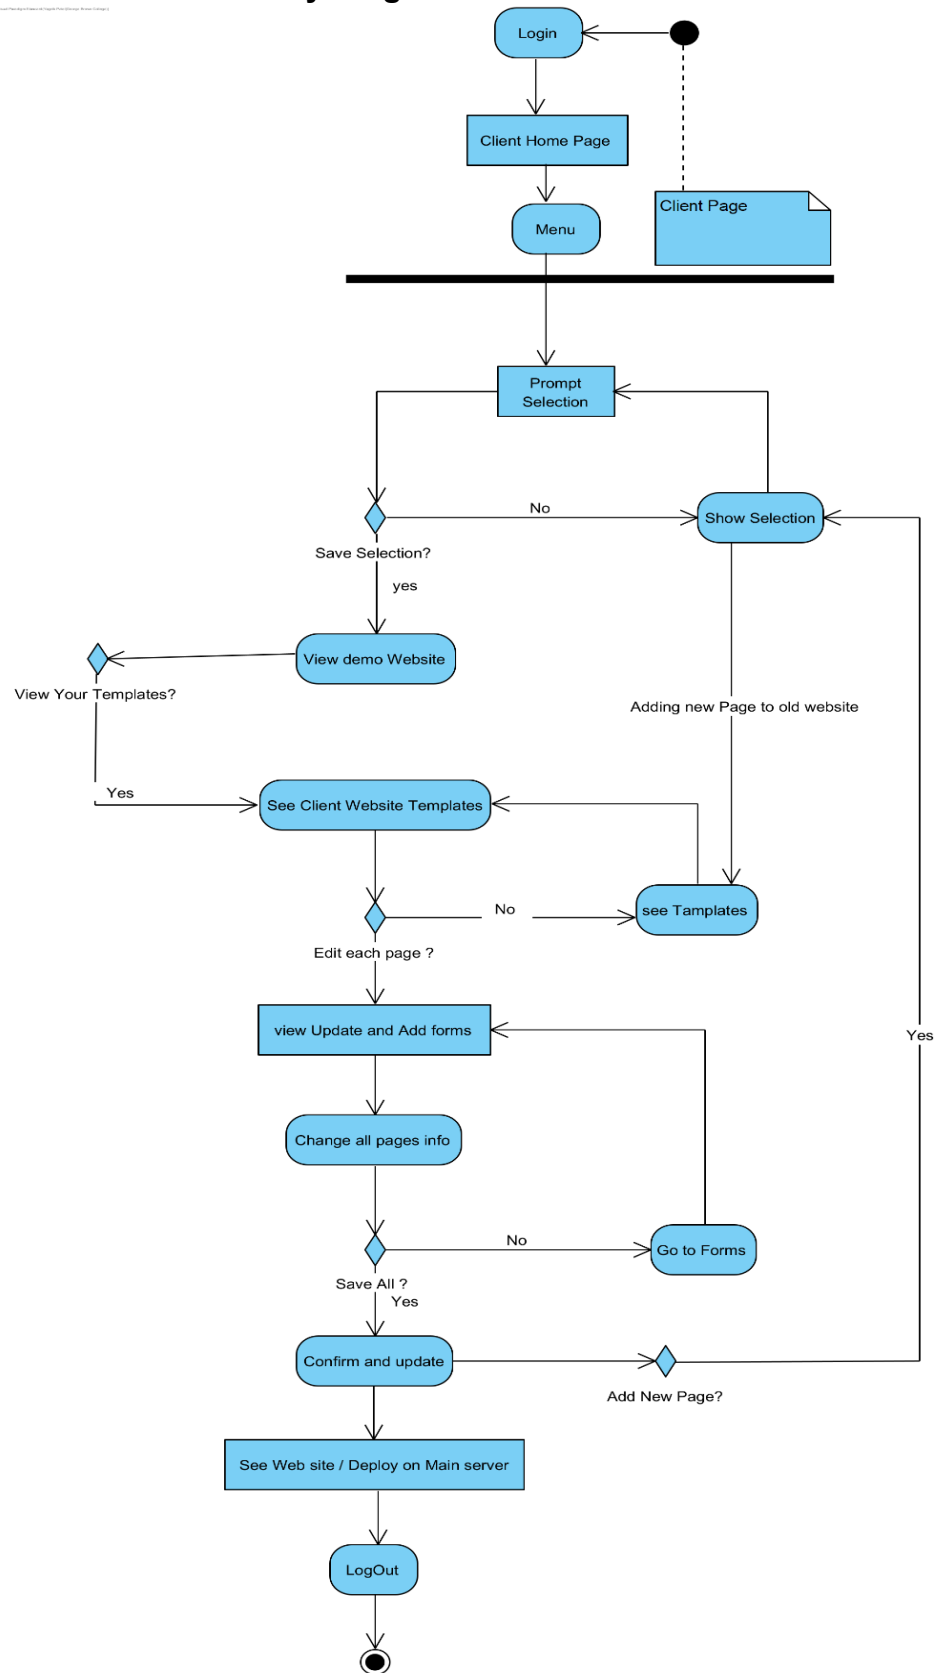 Login
Client Home Page
Client Page
Menu
Prompt
Selection
No
Show Selection
Save Selection?
yes
View demo Website
View Your Templates?
Adding new Page to old website
Yes
See Client Website Templates
No
see Tamplates
Edit each page ?
view Update and Add forms
Yes
Change all pages info
No
Go to Forms
Save All ?
Yes
Confirm and update
Add New Page?
See Web site / Deploy on Main server
LogOut